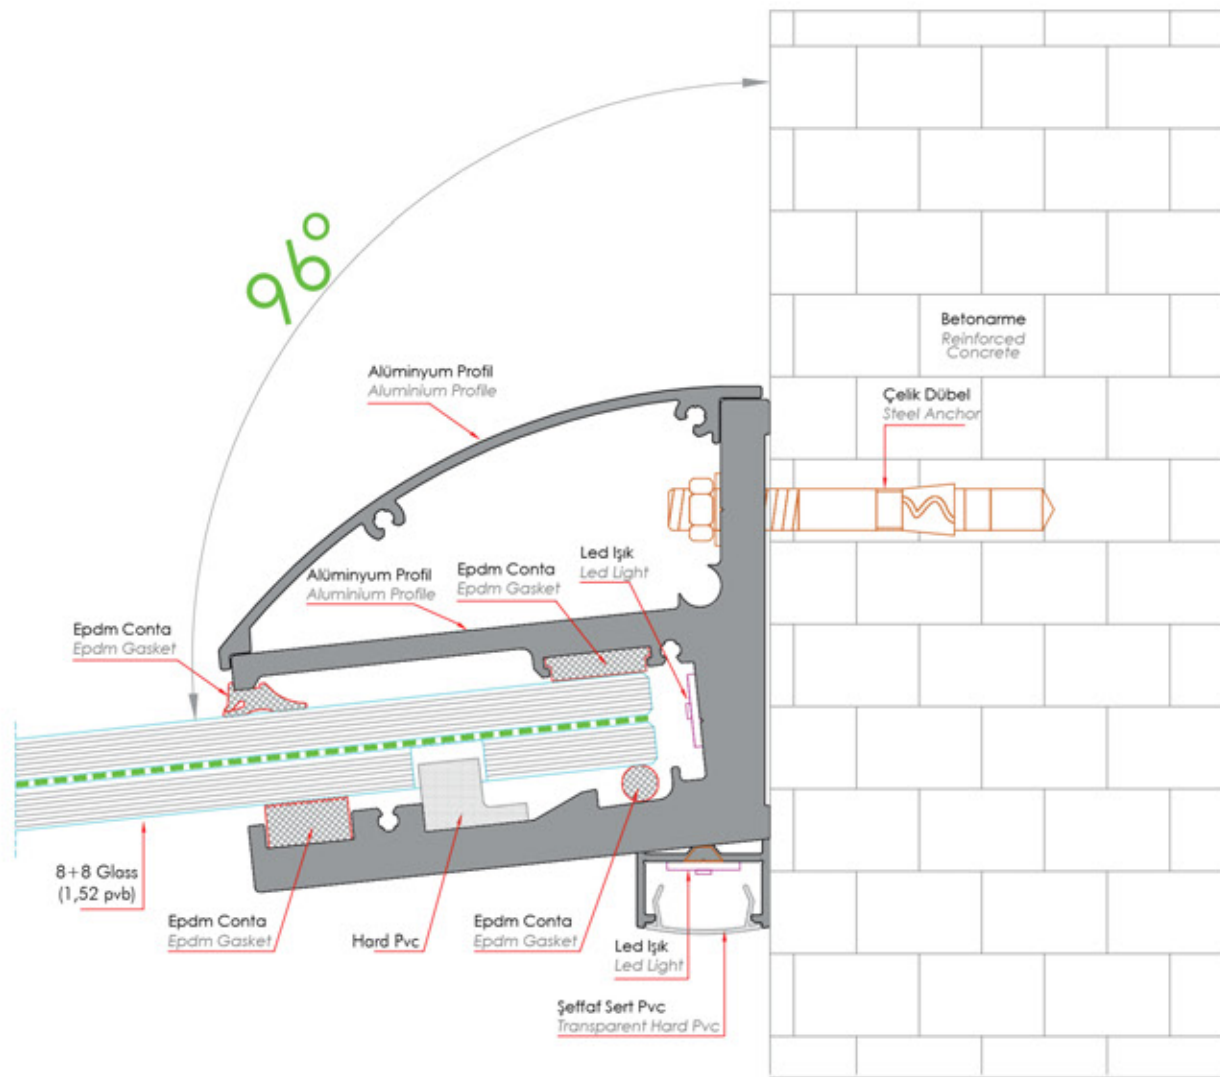 96°
Betonarme
Reinforced
Concrete
Alüminyum Profil
Aluminium Profile
Çelik Dübel
Steel Anchor
Led Işık
Led Light
Epdm Conta
Epdm Gasket
Alüminyum Profil
Aluminium Profile
Epdm Conta
Epdm Gasket
8+8 Glass
(1,52 pvb)
Epdm Conta
Epdm Gasket
Hard Pvc
Epdm Conta
Epdm Gasket
Led Işık
Led Light
Şeffaf Sert Pvc
Transparent Hard Pvc